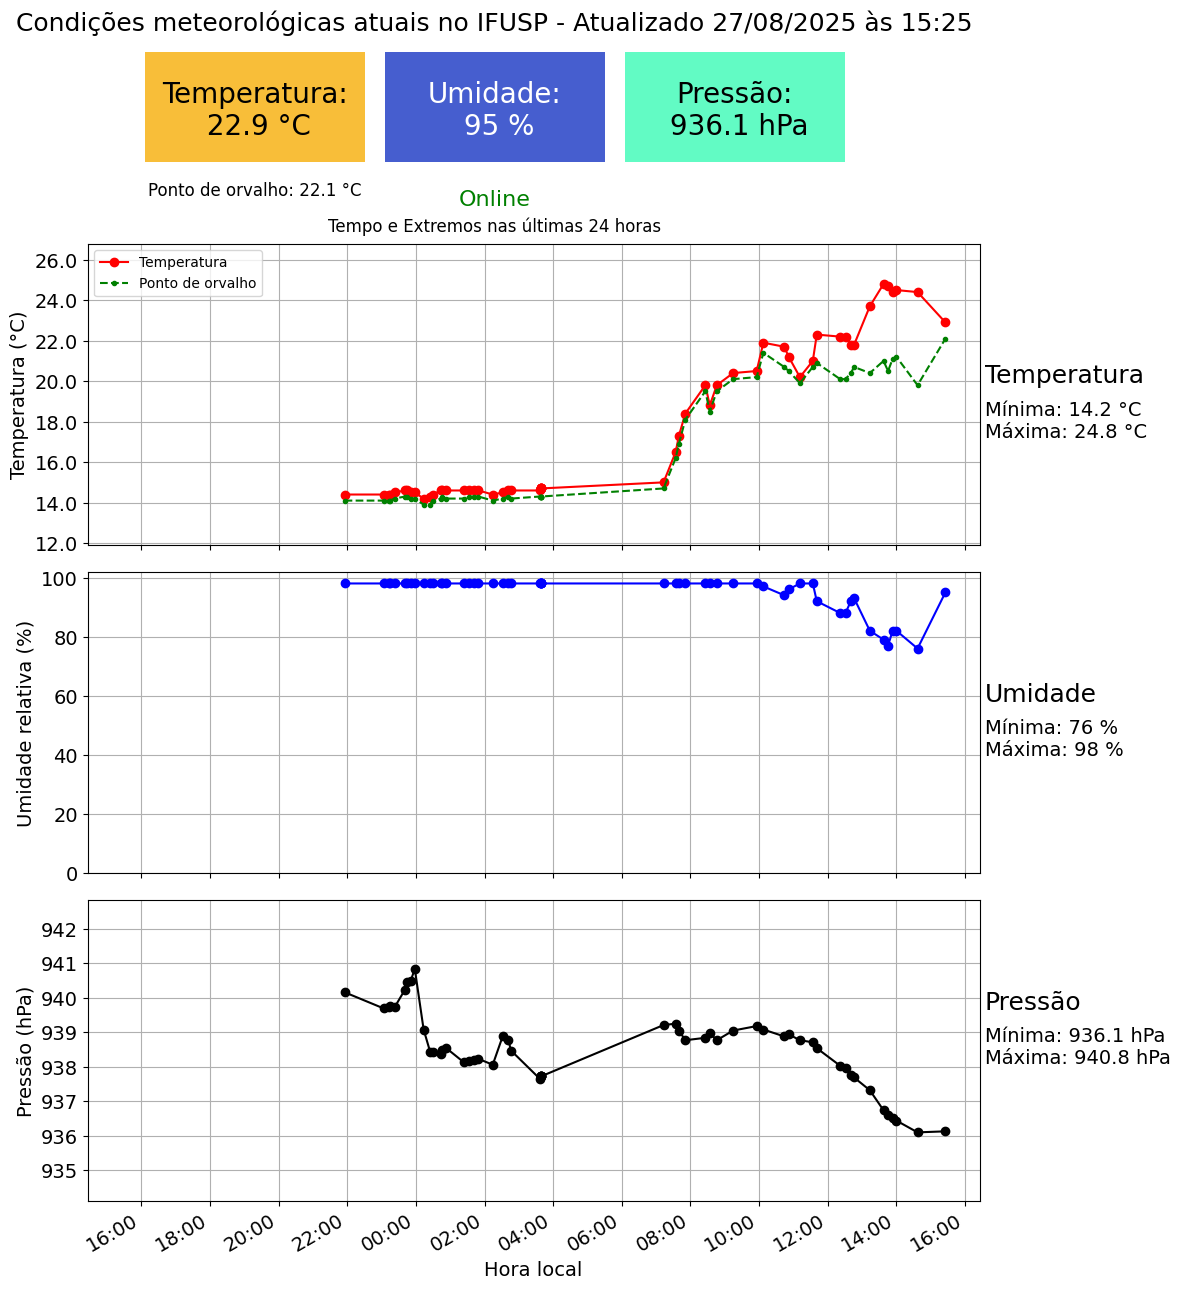 Condições meteorológicas atuais no IFUSP - Atualizado 27/08/2025 às 15:25
Temperatura:
22.9 °C
Umidade:
95 %
Pressão:
936.1 hPa
Ponto de orvalho: 22.1 °C
Online
Tempo e Extremos nas últimas 24 horas
Temperatura
Ponto de orvalho
Temperatura (°C)
26.0
24.0
22.0
20.0
18.0
16.0
14.0
12.0
Temperatura
Mínima: 14.2 °C
Máxima: 24.8 °C
Umidade relativa (%)
100
80
60
40
20
0
Umidade
Mínima: 76 %
Máxima: 98 %
Pressão (hPa)
942
941
940
939
938
937
936
935
Pressão
Mínima: 936.1 hPa
Máxima: 940.8 hPa
16:00 18:00 20:00 22:00 00:00 02:00 04:00 06:00 08:00 10:00 12:00 14:00 16:00
Hora local